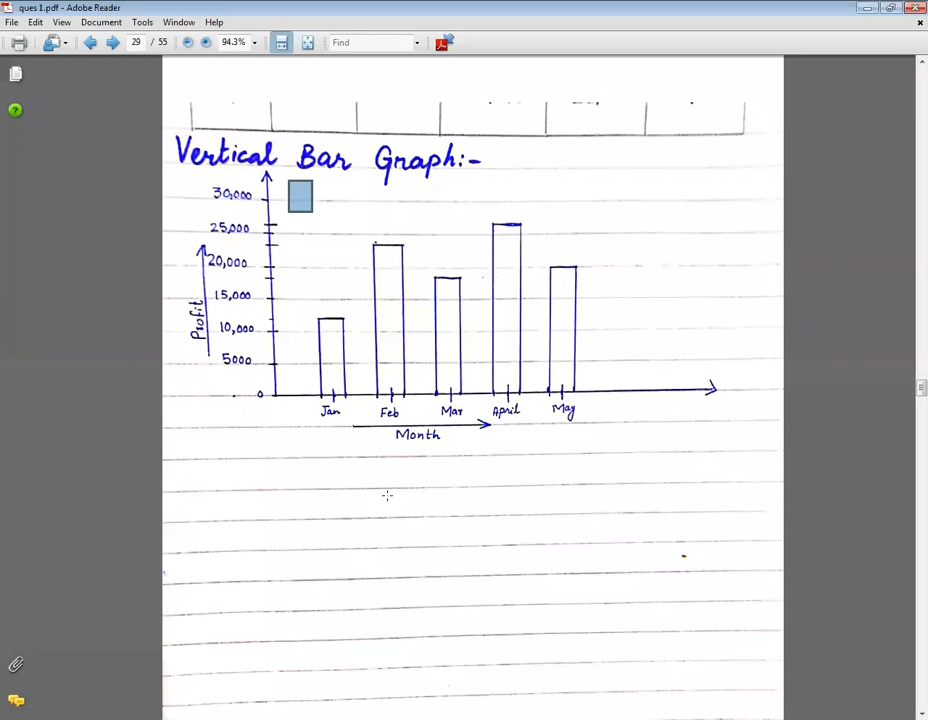 ques 1.pdf - Adobe Reader
File Edit View Document Tools Window Help
29 / 55 94.3% Find
Vertical Bar Graph:-
30,000
25,000
20,000
15,000
10,000
5000
0
Profit
Jan Feb Mar April May
Month